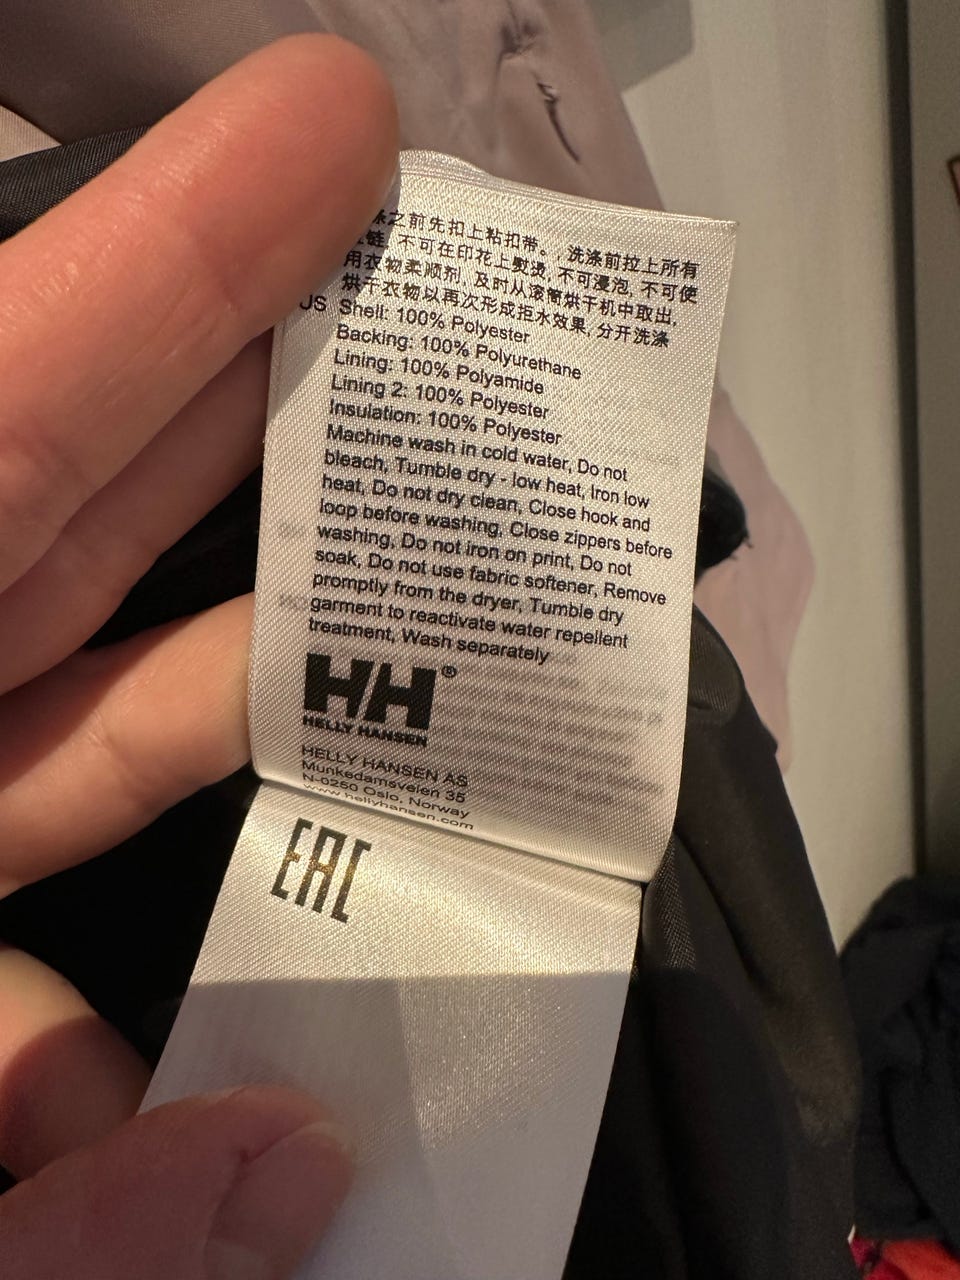 涤之前先扣上粘扣带。, 洗涤前拉上所有
链, 不可在印花上熨烫, 不可浸泡, 不可使
用衣物柔顺剂, 及时从滚筒烘干机中取出,
烘干衣物以再次形成拒水效果, 分开洗涤
US Shell: 100% Polyester
Backing: 100% Polyurethane
Lining: 100% Polyamide
Lining 2: 100% Polyester
Insulation: 100% Polyester
Machine wash in cold water, Do not
bleach, Tumble dry - low heat, Iron low
heat, Do not dry clean, Close hook and
loop before washing, Close zippers before
washing, Do not iron on print, Do not
soak, Do not use fabric softener, Remove
promptly from the dryer, Tumble dry
garment to reactivate water repellent
treatment, Wash separately
HH®
HELLY HANSEN
HELLY HANSEN AS
Munkedamsveien 35
N-0250 Oslo, Norway
www.hellyhansen.com
EAC